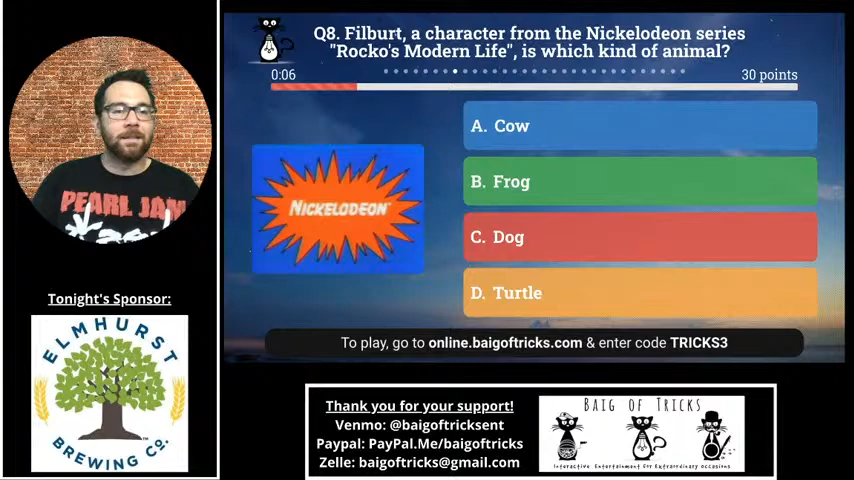 Q8. Filburt, a character from the Nickelodeon series
"Rocko's Modern Life", is which kind of animal?
0:06
30 points
NICKELODEON
A. Cow
B. Frog
C. Dog
D. Turtle
To play, go to online.baigoftricks.com & enter code TRICKS3
PEARL JAM
Tonight's Sponsor:
ELMHURST
BREWING Co.
Thank you for your support!
Venmo: @baigoftricksent
Paypal: PayPal.Me/baigoftricks
Zelle: baigoftricks@gmail.com
BAIG OF TRICKS
Interactive Entertainment For Extraordinary Occasions